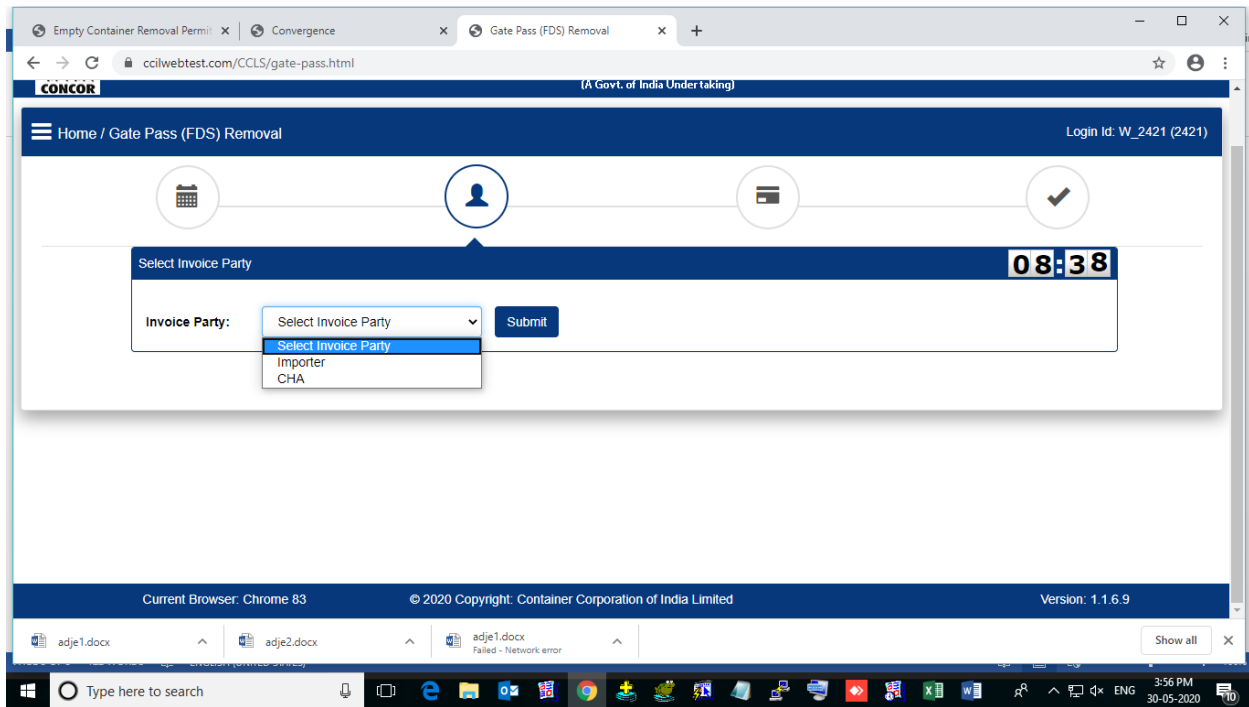 Empty Container Removal Permit
Convergence
Gate Pass (FDS) Removal
ccilwebtest.com/CCLS/gate-pass.html
CONCOR
(A Govt. of India Undertaking)
Home / Gate Pass (FDS) Removal
Login Id: W_2421 (2421)
Select Invoice Party
08:38
Invoice Party:
Select Invoice Party
Submit
Select Invoice Party
Importer
CHA
Current Browser: Chrome 83
© 2020 Copyright: Container Corporation of India Limited
Version: 1.1.6.9
adje1.docx
adje2.docx
adje1.docx
Failed - Network error
Show all
Type here to search
ENG
3:56 PM
30-05-2020
10